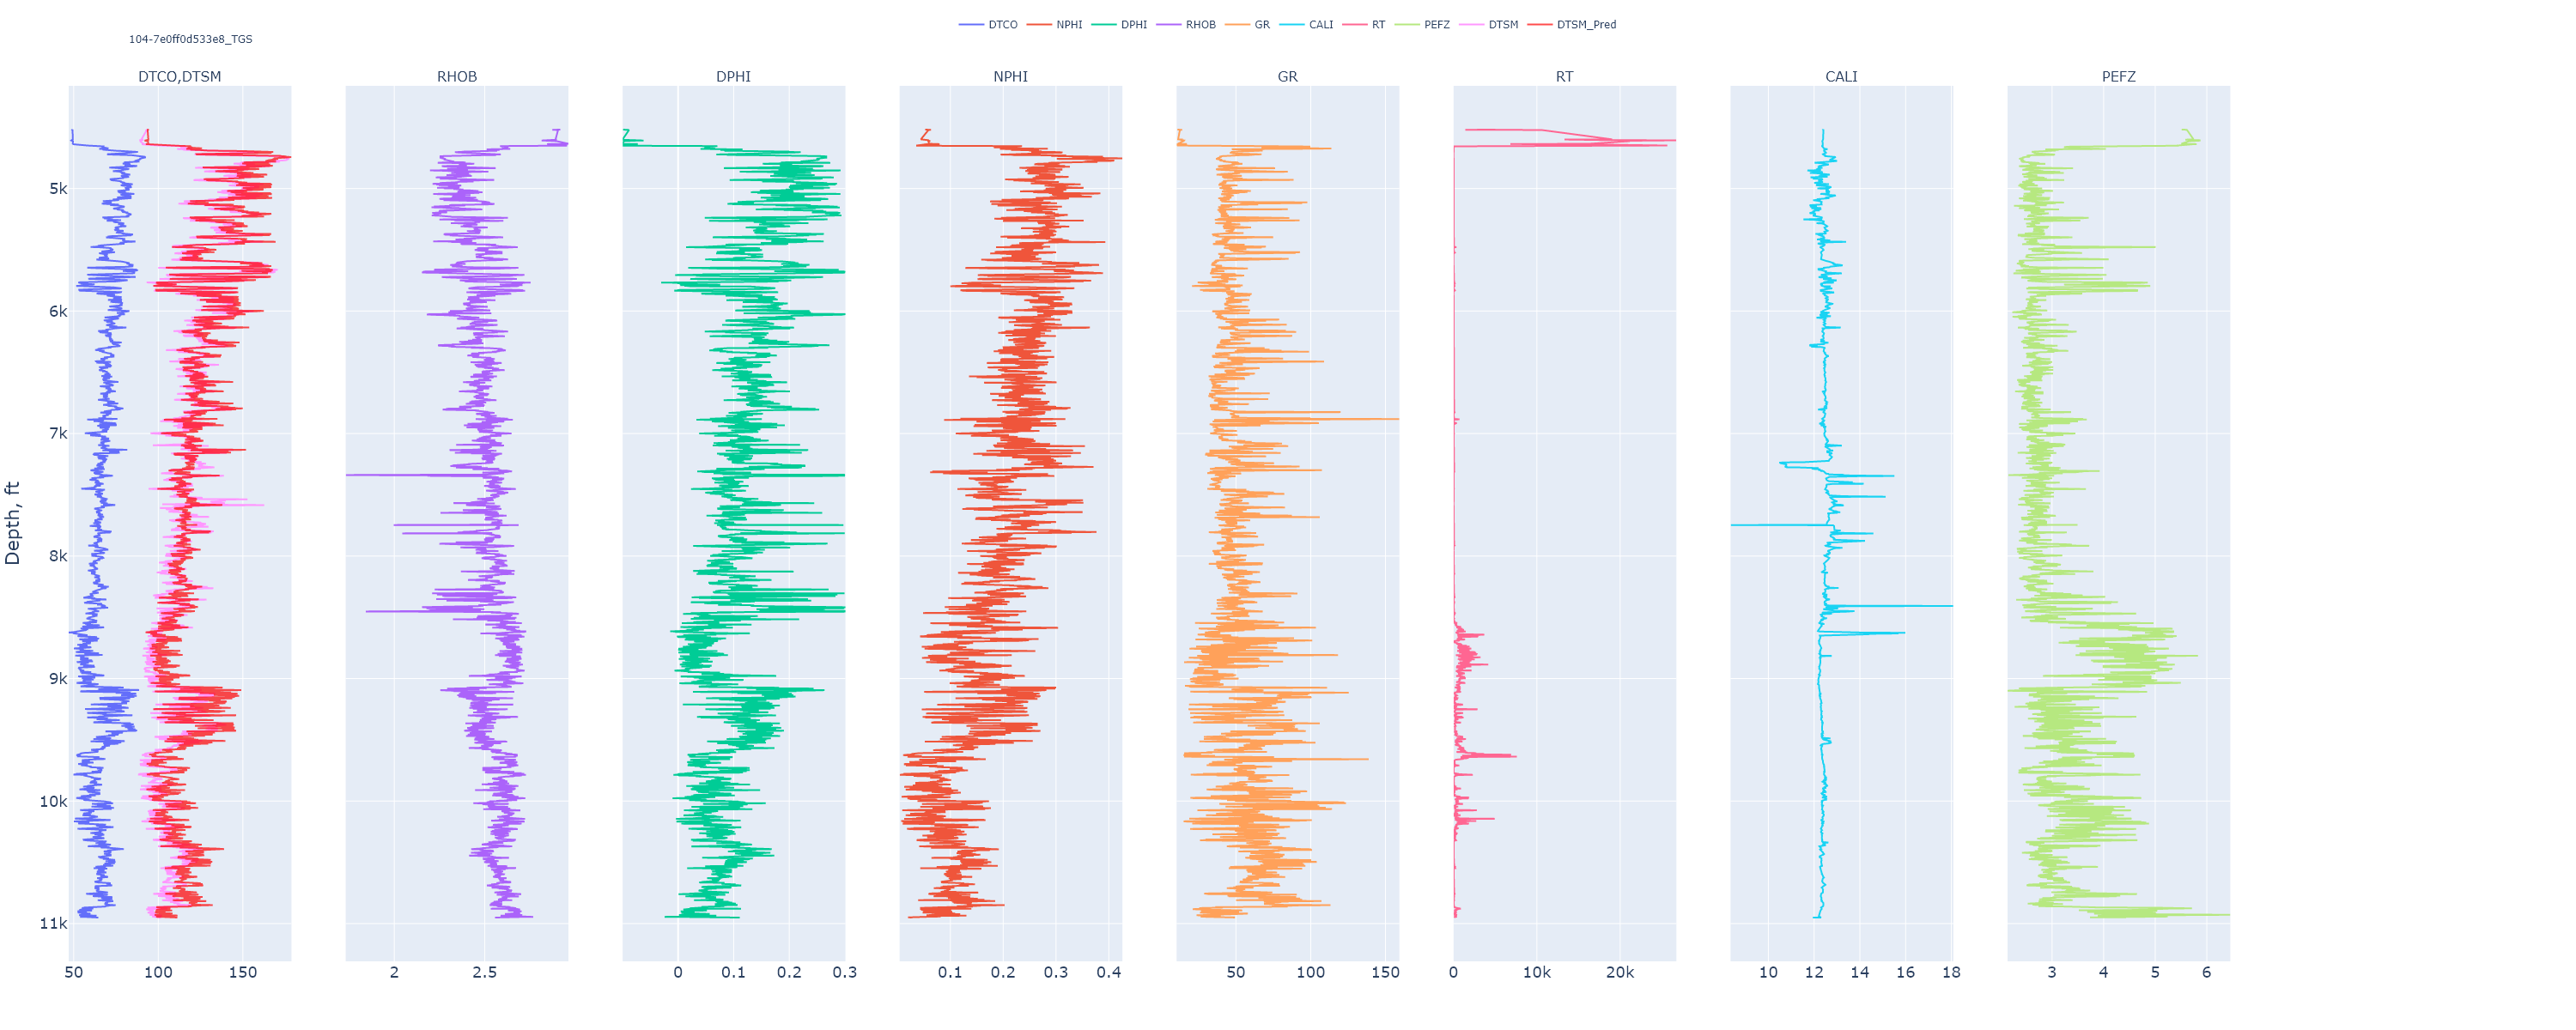 DTCO NPHI DPHI RHOB GR CALI RT PEFZ DTSM DTSM_Pred
104-7e0ff0d533e8_TGS
DTCO,DTSM RHOB DPHI NPHI GR RT CALI PEFZ
Depth, ft
5k
6k
7k
8k
9k
10k
11k
50 100 150 2 2.5 0 0.1 0.2 0.3 0.1 0.2 0.3 0.4 50 100 150 0 10k 20k 10 12 14 16 18 3 4 5 6